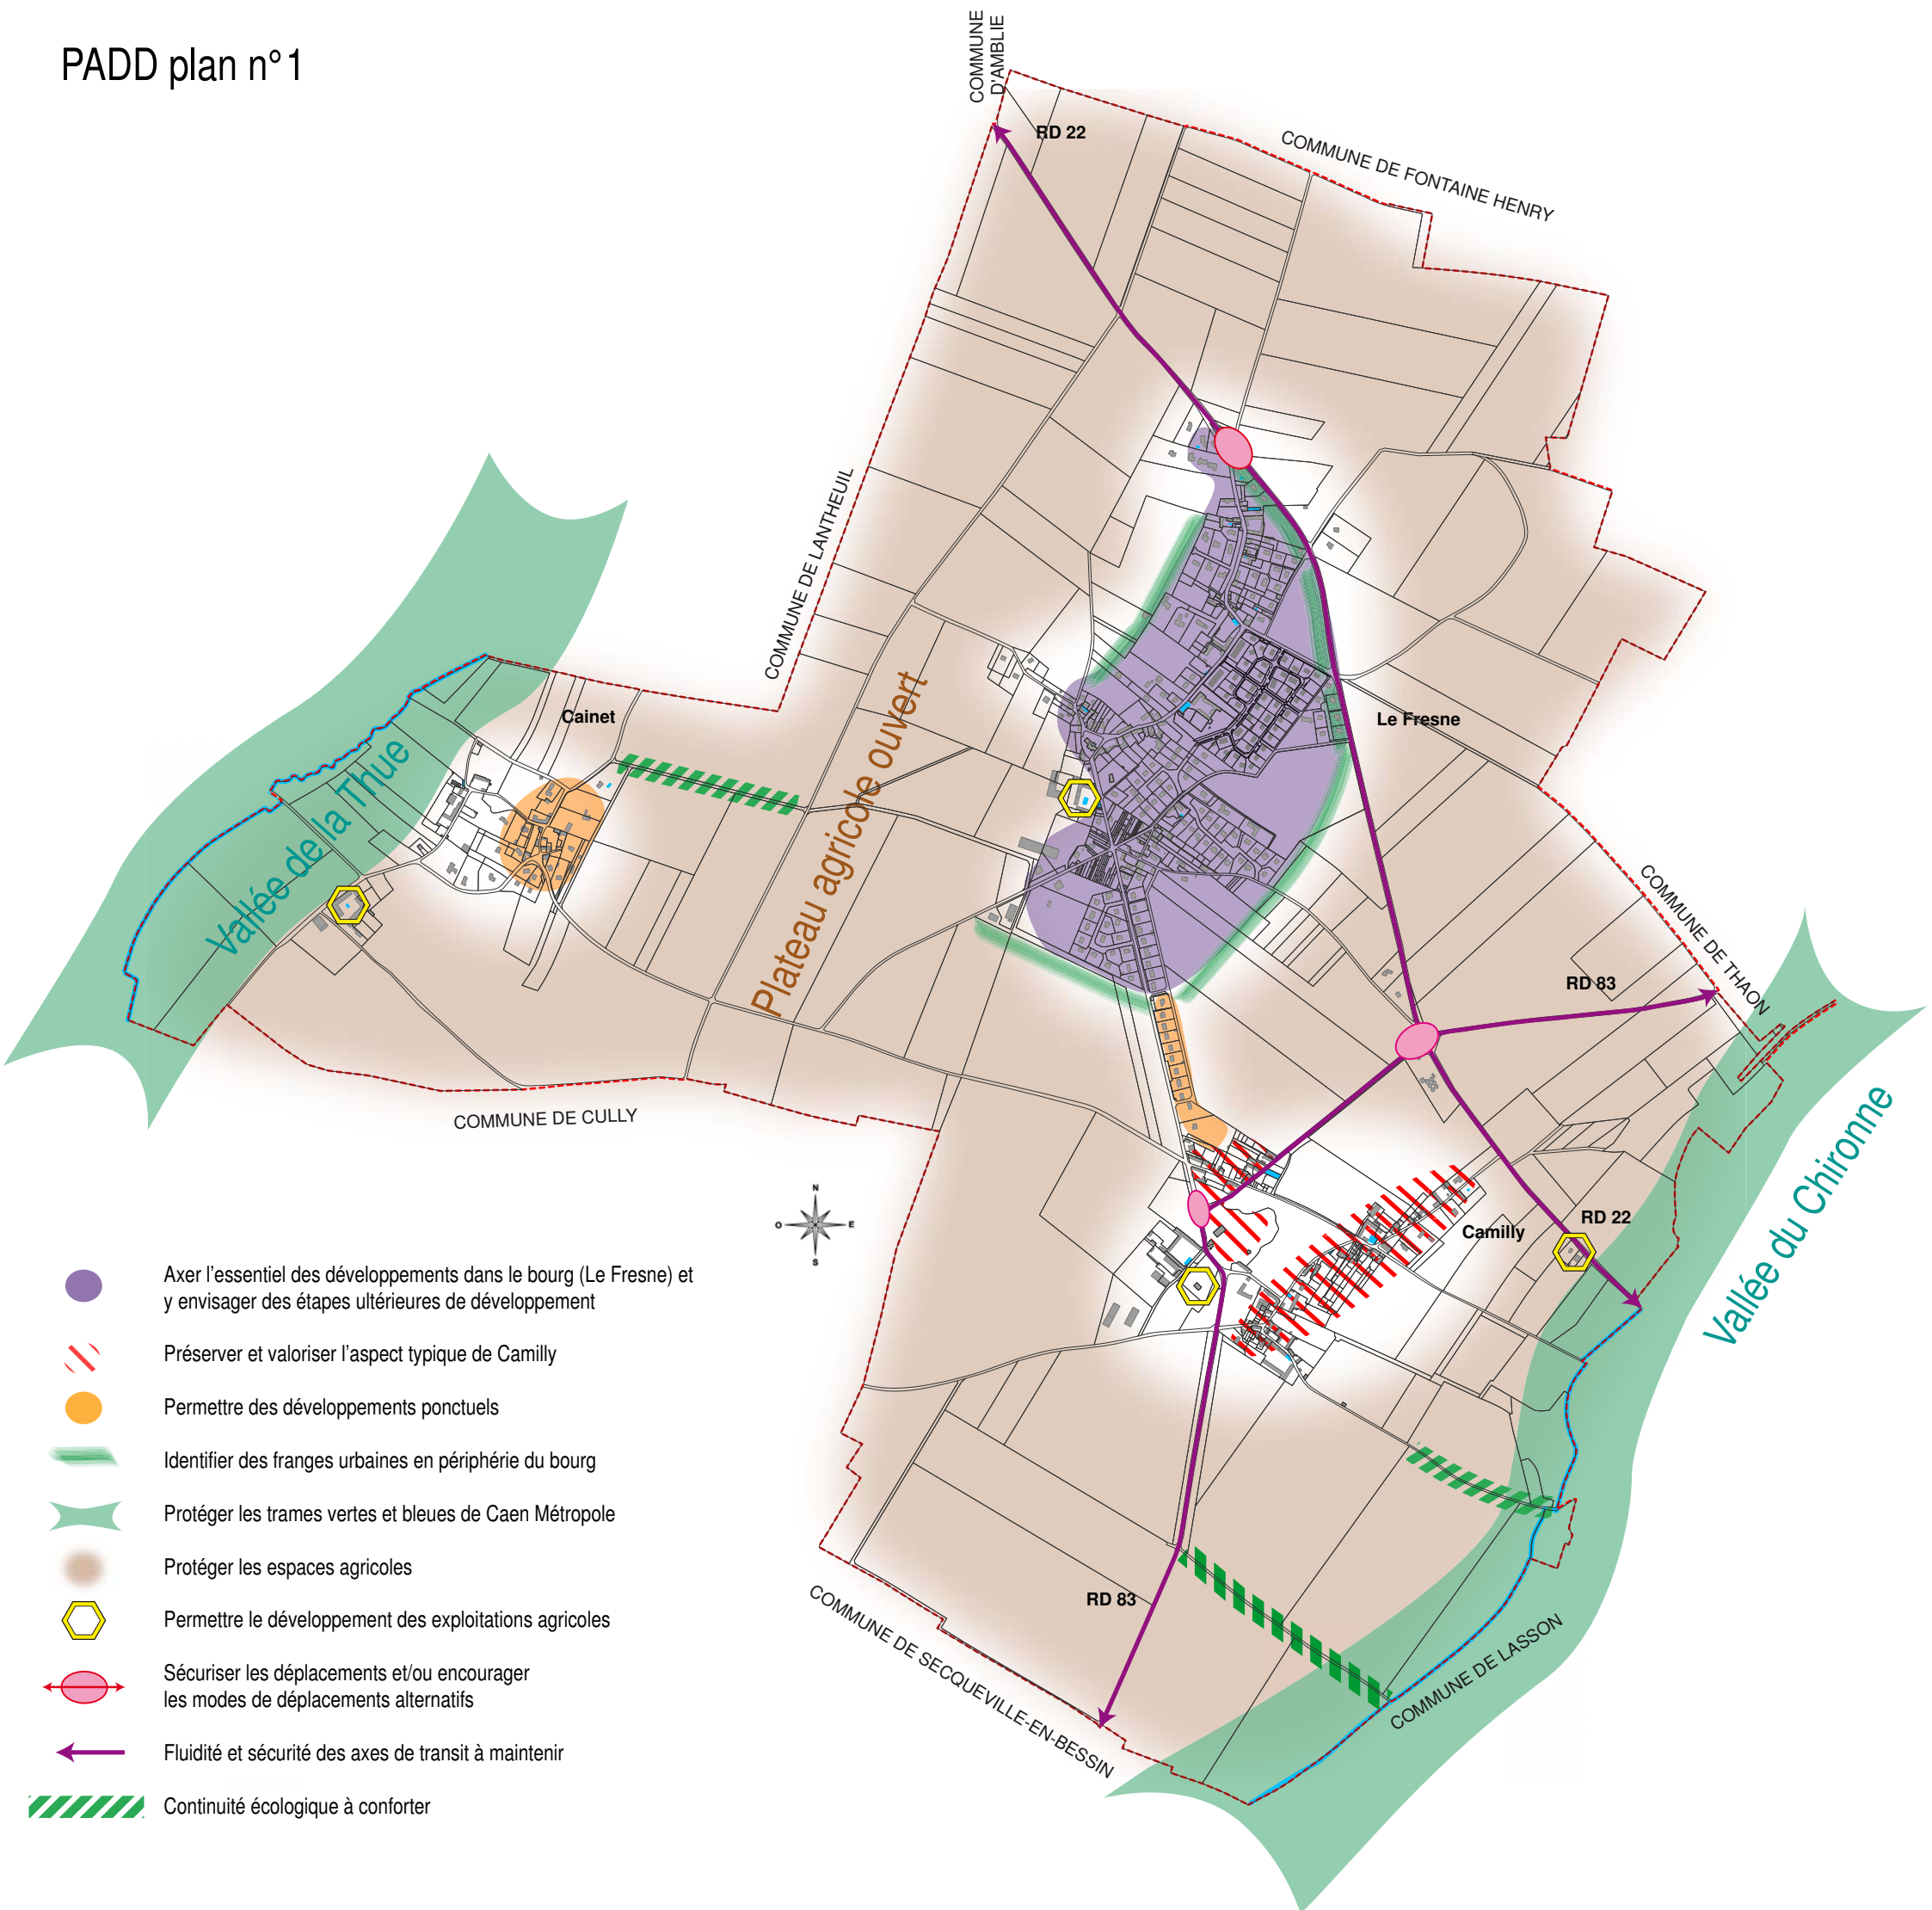 PADD plan n°1
COMMUNE
D'AMBLIE
RD 22
COMMUNE DE FONTAINE HENRY
COMMUNE DE LANTHEUIL
Cainet
Le Fresne
Vallée de la Thue
Plateau agricole ouvert
COMMUNE DE THAON
RD 83
COMMUNE DE CULLY
Vallée du Chironne
N
O
E
S
RD 22
Camilly
RD 83
COMMUNE DE SECQUEVILLE-EN-BESSIN
COMMUNE DE LASSON
Axer l'essentiel des développements dans le bourg (Le Fresne) et
y envisager des étapes ultérieures de développement
Préserver et valoriser l'aspect typique de Camilly
Permettre des développements ponctuels
Identifier des franges urbaines en périphérie du bourg
Protéger les trames vertes et bleues de Caen Métropole
Protéger les espaces agricoles
Permettre le développement des exploitations agricoles
Sécuriser les déplacements et/ou encourager
les modes de déplacements alternatifs
Fluidité et sécurité des axes de transit à maintenir
Continuité écologique à conforter